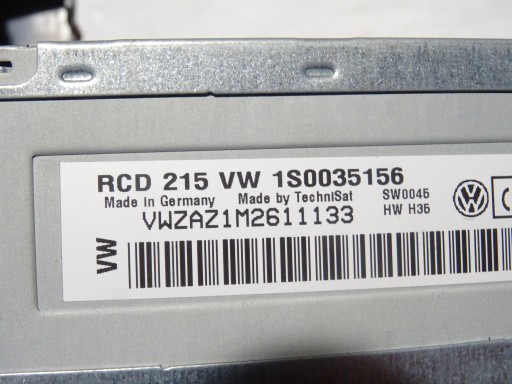 RCD 215 VW 1S0035156
Made in Germany Made by TechniSat SW0045
VWZAZ1M2611133 HW H35
VW